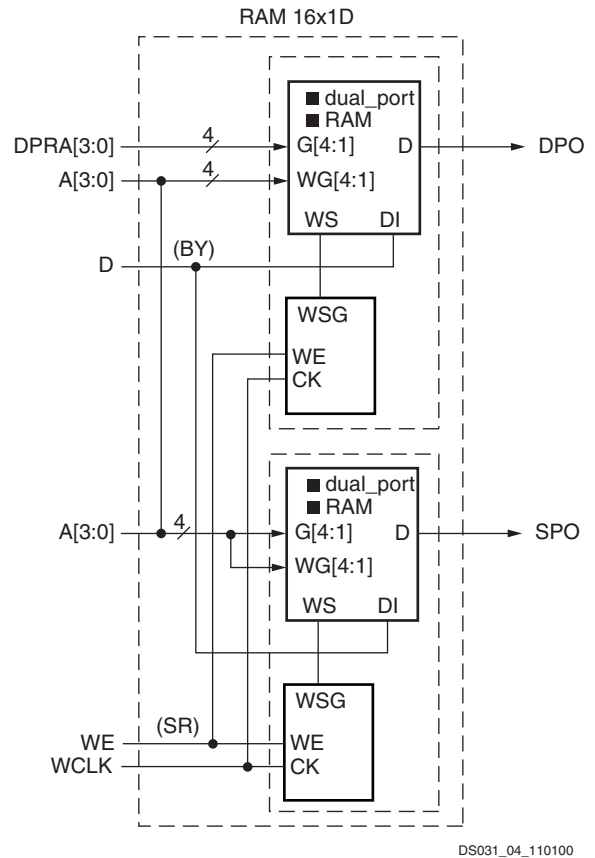 RAM 16x1D
dual_port
RAM
DPRA[3:0] 4 G[4:1] D DPO
A[3:0] 4 WG[4:1]
WS DI
D (BY)
WSG
WE
CK
dual_port
RAM
A[3:0] 4 G[4:1] D SPO
WG[4:1]
WS DI
WSG
WE (SR) WE
WCLK CK
DS031_04_110100